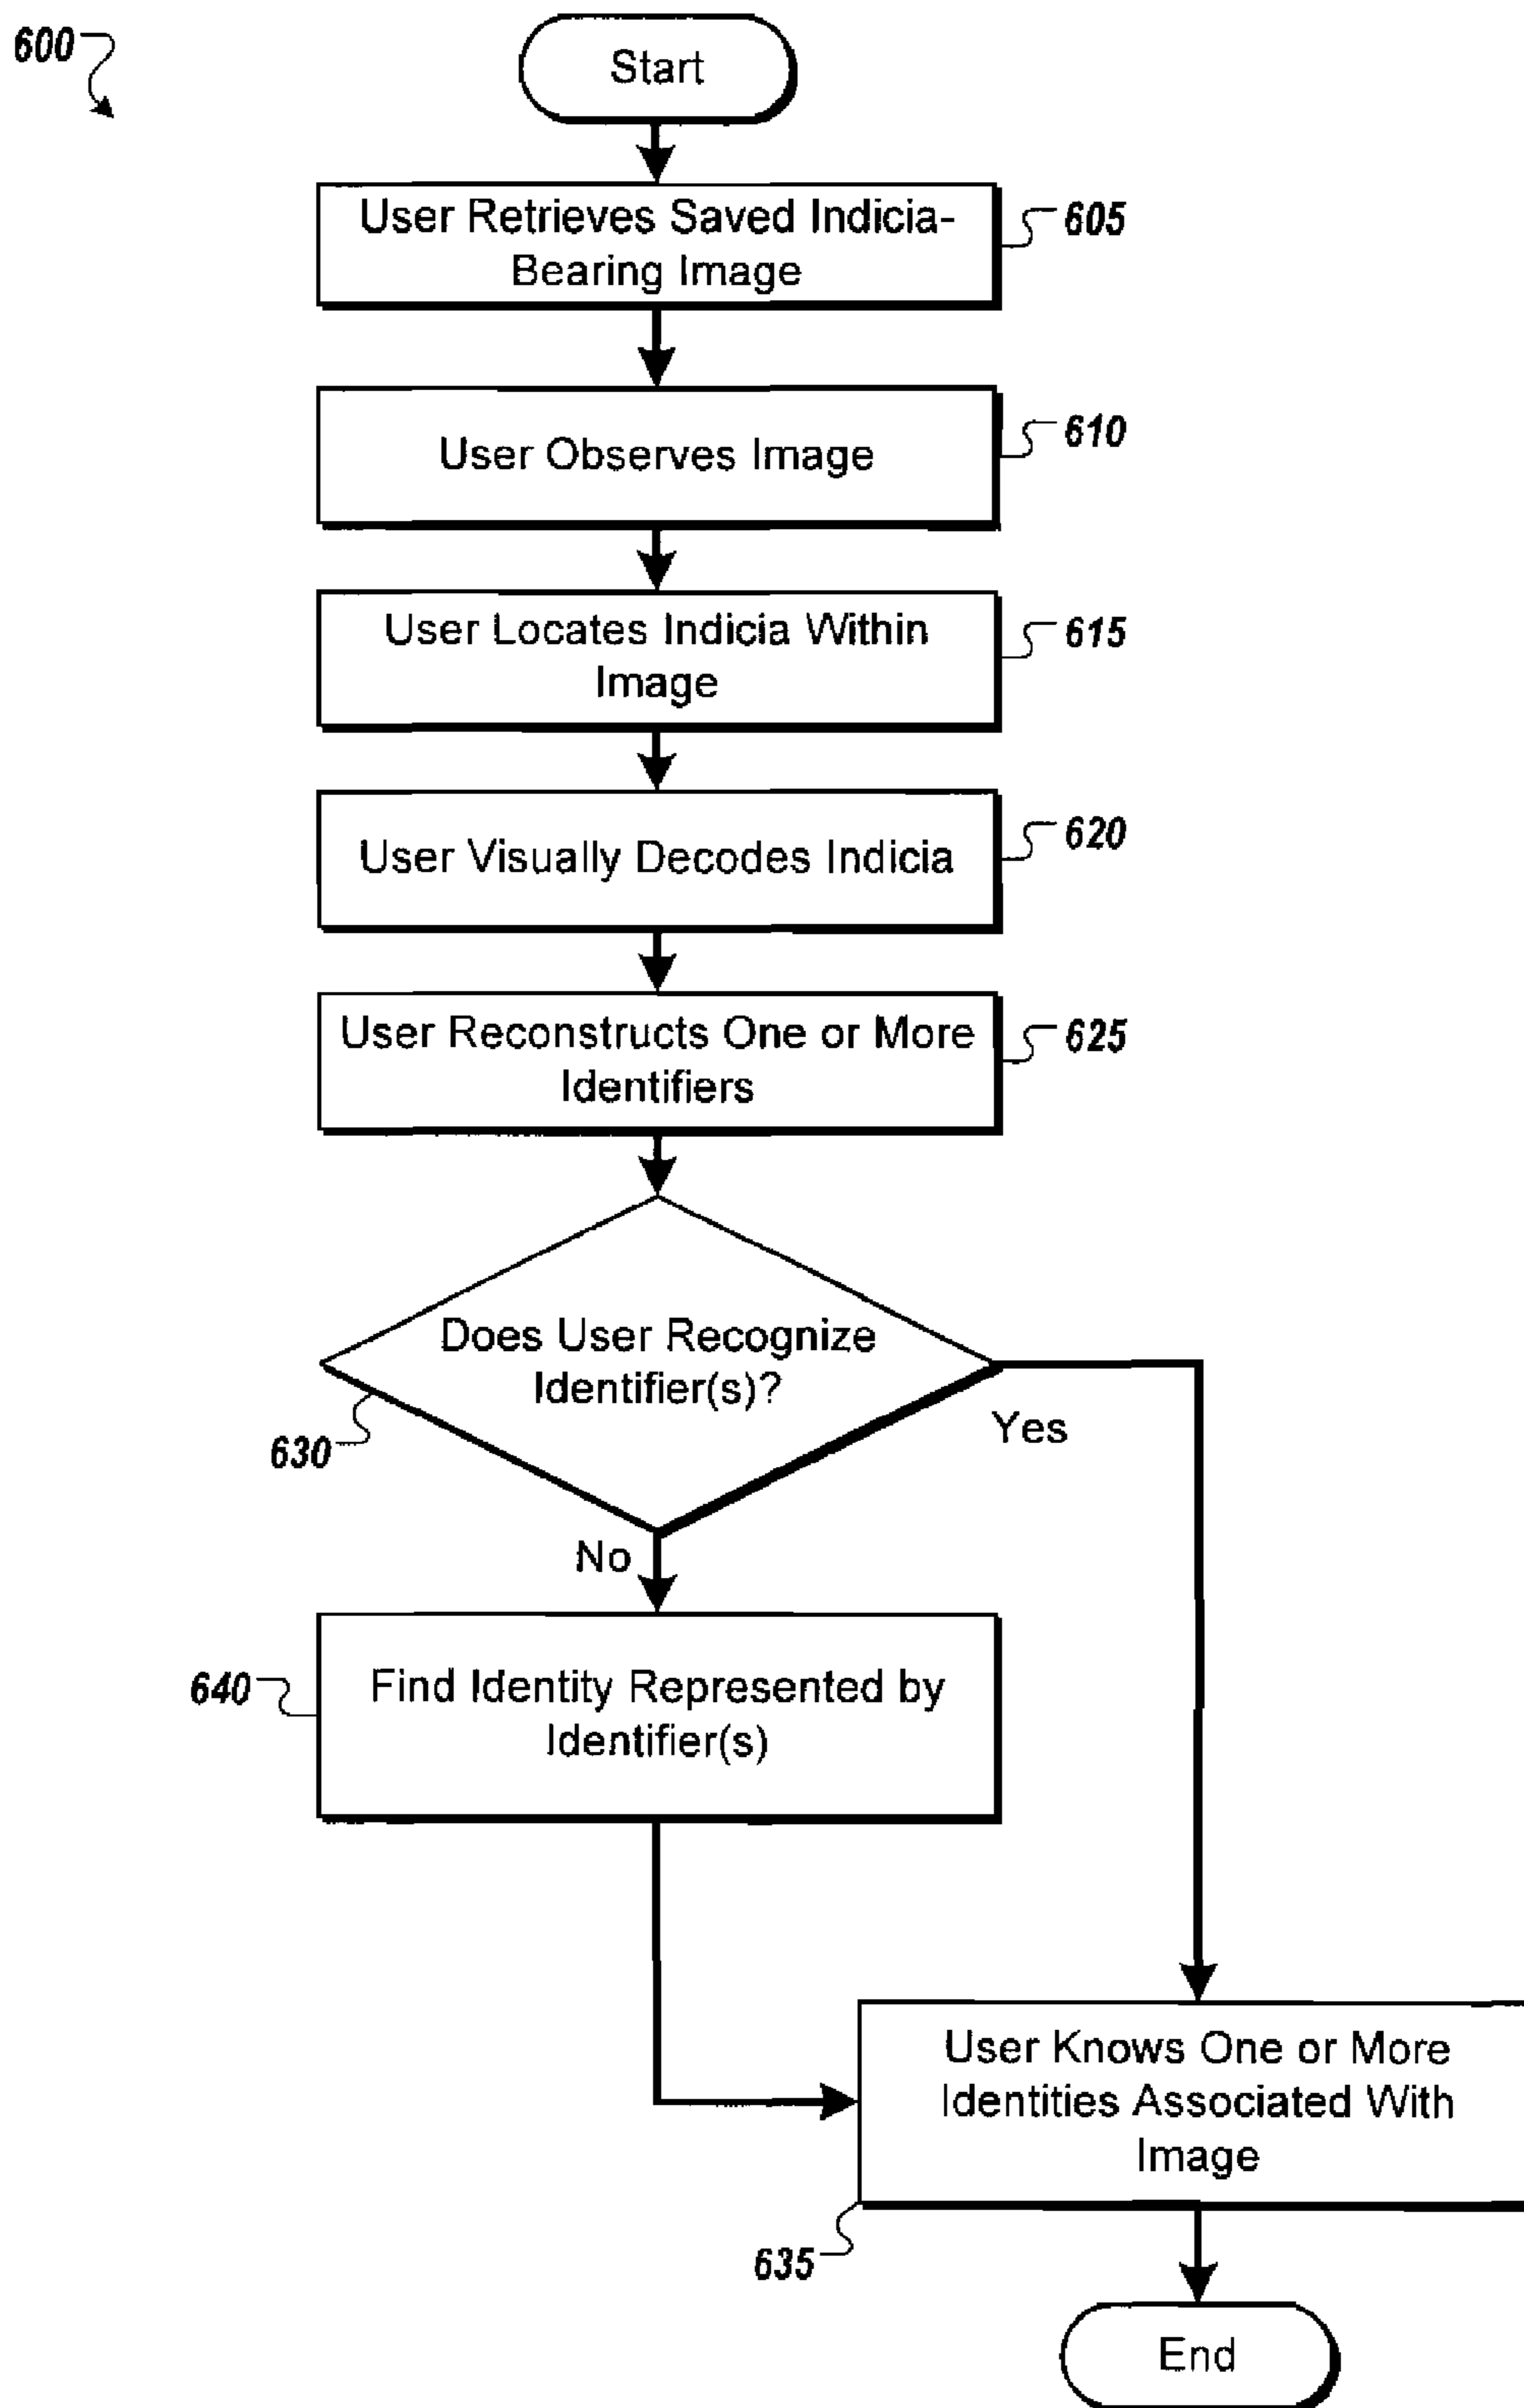 600
Start
User Retrieves Saved Indicia-
Bearing Image
605
User Observes Image
610
User Locates Indicia Within
Image
615
User Visually Decodes Indicia
620
User Reconstructs One or More
Identifiers
625
Does User Recognize
Identifier(s)?
630
Yes
No
Find Identity Represented by
Identifier(s)
640
User Knows One or More
Identities Associated With
Image
635
End